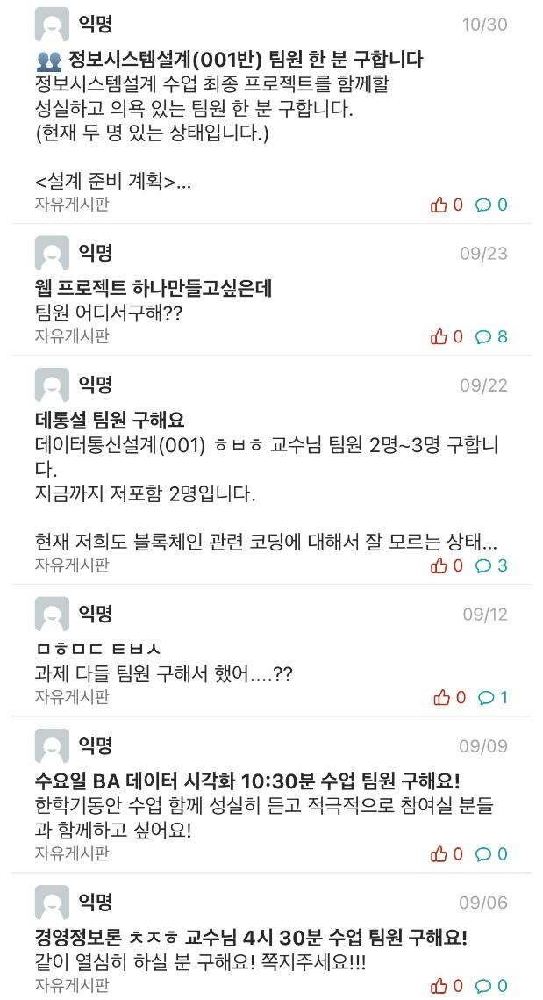 익명
10/30
👥 정보시스템설계(001반) 팀원 한 분 구합니다
정보시스템설계 수업 최종 프로젝트를 함께할
성실하고 의욕 있는 팀원 한 분 구합니다.
(현재 두 명 있는 상태입니다.)
<설계 준비 계획>...
자유게시판
0 0
익명
09/23
웹 프로젝트 하나만들고싶은데
팀원 어디서구해??
자유게시판
0 8
익명
09/22
데통설 팀원 구해요
데이터통신설계(001) ㅎㅂㅎ 교수님 팀원 2명~3명 구합니
다.
지금까지 저포함 2명입니다.
현재 저희도 블록체인 관련 코딩에 대해서 잘 모르는 상태...
자유게시판
0 3
익명
09/12
ㅁㅎㅁㄷ ㅌㅂㅅ
과제 다들 팀원 구해서 했어....??
자유게시판
0 1
익명
09/09
수요일 BA 데이터 시각화 10:30분 수업 팀원 구해요!
한학기동안 수업 함께 성실히 듣고 적극적으로 참여실 분들
과 함께하고 싶어요!
자유게시판
0 0
익명
09/06
경영정보론 ㅊㅈㅎ 교수님 4시 30분 수업 팀원 구해요!
같이 열심히 하실 분 구해요! 쪽지주세요!!!
자유게시판
0 0